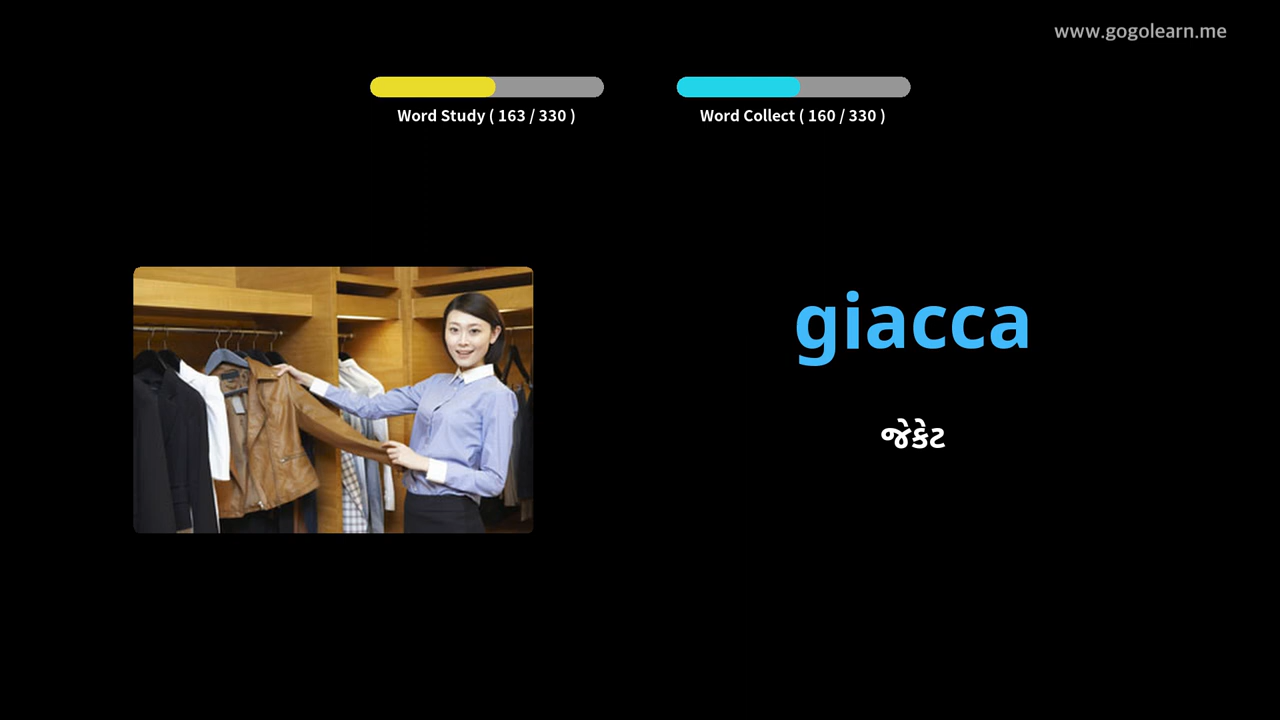 www.gogolearn.me
Word Study ( 163 / 330 )
Word Collect ( 160 / 330 )
giacca
જેકેટ